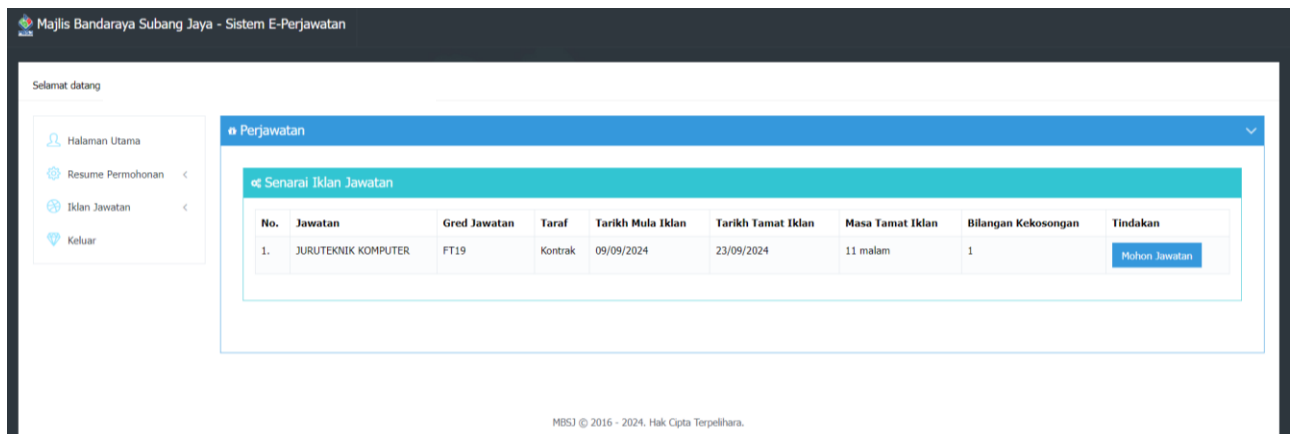 Majlis Bandaraya Subang Jaya - Sistem E-Perjawatan
Selamat datang
Halaman Utama
Resume Permohonan
Iklan Jawatan
Keluar
Perjawatan
Senarai Iklan Jawatan
No. Jawatan Gred Jawatan Taraf Tarikh Mula Iklan Tarikh Tamat Iklan Masa Tamat Iklan Bilangan Kekosongan Tindakan
1. JURUTEKNIK KOMPUTER FT19 Kontrak 09/09/2024 23/09/2024 11 malam 1 Mohon Jawatan
MBSJ © 2016 - 2024. Hak Cipta Terpelihara.